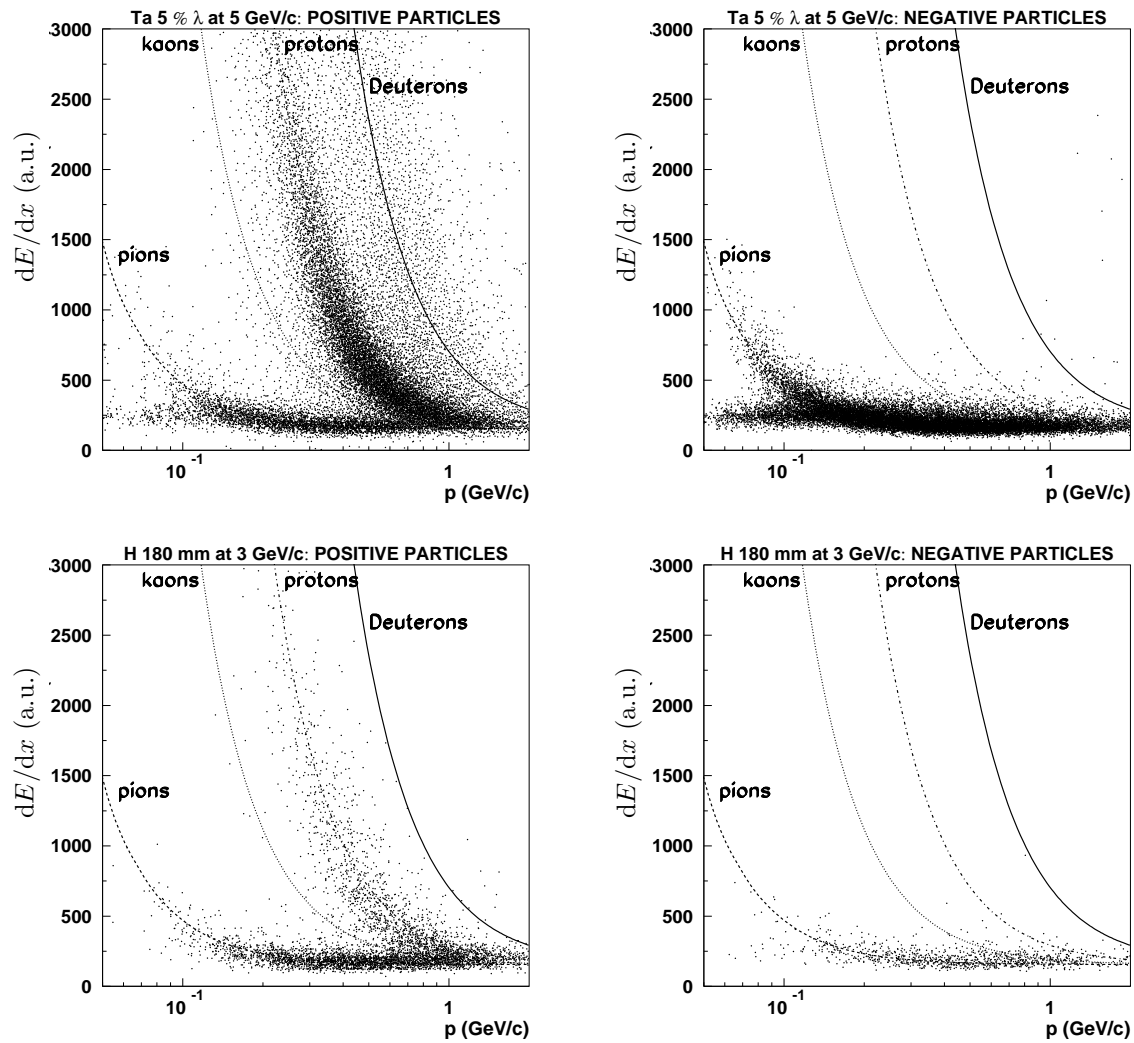 Ta 5 % λ at 5 GeV/c: POSITIVE PARTICLES
3000
2500
2000
1500
1000
500
0
dE/dx (a.u.)
kaons
protons
Deuterons
pions
10⁻¹
1
p (GeV/c)
Ta 5 % λ at 5 GeV/c: NEGATIVE PARTICLES
3000
2500
2000
1500
1000
500
0
dE/dx (a.u.)
kaons
protons
Deuterons
pions
10⁻¹
1
p (GeV/c)
H 180 mm at 3 GeV/c: POSITIVE PARTICLES
3000
2500
2000
1500
1000
500
0
dE/dx (a.u.)
kaons
protons
Deuterons
pions
10⁻¹
1
p (GeV/c)
H 180 mm at 3 GeV/c: NEGATIVE PARTICLES
3000
2500
2000
1500
1000
500
0
dE/dx (a.u.)
kaons
protons
Deuterons
pions
10⁻¹
1
p (GeV/c)